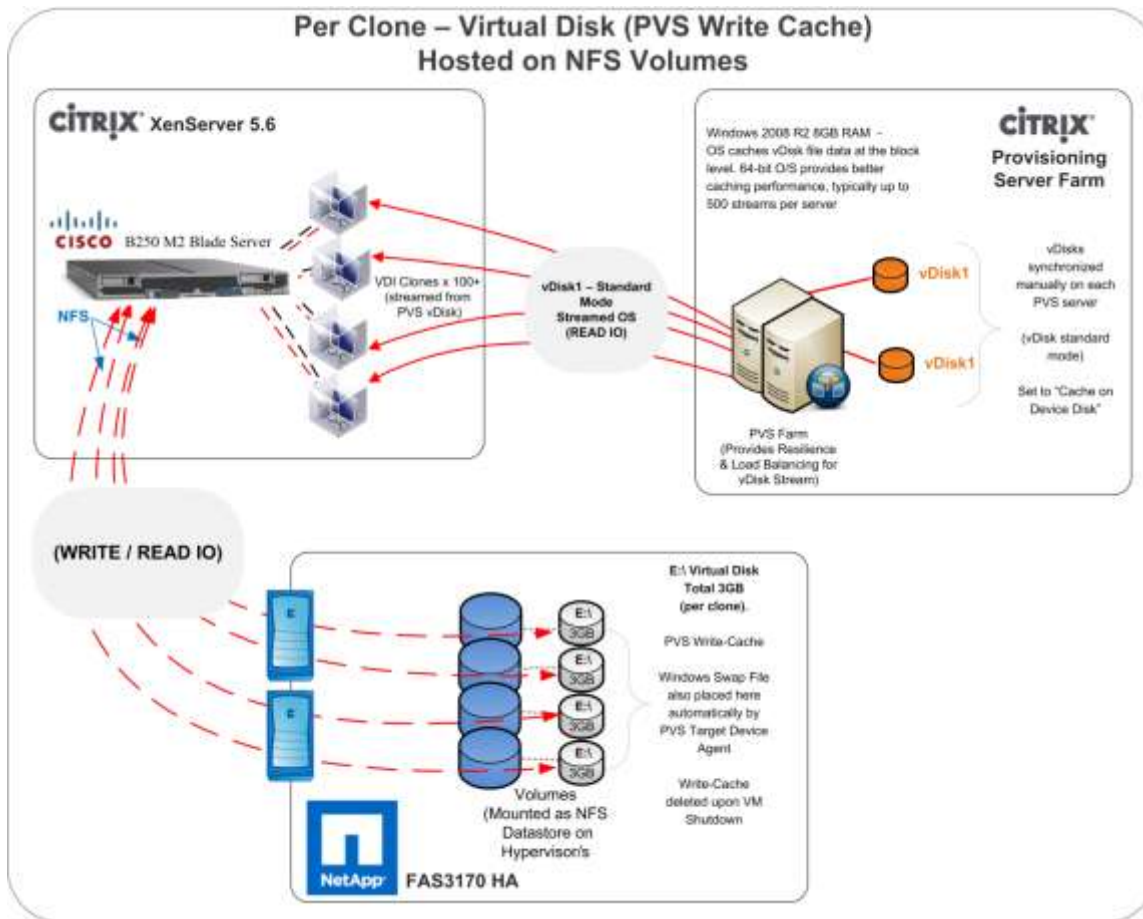 Per Clone – Virtual Disk (PVS Write Cache)
Hosted on NFS Volumes
CITRIX XenServer 5.6
CISCO B250 M2 Blade Server
NFS
VDI Clones x 100+
(streamed from
PVS vDisk)
vDisk1 – Standard
Mode
Streamed OS
(READ IO)
Windows 2008 R2 8GB RAM –
OS caches vDisk file data at the block
level. 64-bit O/S provides better
caching performance, typically up to
500 streams per server
CITRIX
Provisioning
Server Farm
vDisk1
vDisk1
vDisks
synchronized
manually on each
PVS server
(vDisk standard
mode)
Set to "Cache on
Device Disk"
PVS Farm
(Provides Resilience
& Load Balancing for
vDisk Stream)
(WRITE / READ IO)
E
E
E:\
3GB
E:\
3GB
E:\
3GB
E:\
3GB
E:\ Virtual Disk
Total 3GB
(per clone).
PVS Write-Cache
Windows Swap File
also placed here
automatically by
PVS Target Device
Agent
Write-Cache
deleted upon VM
Shutdown
Volumes
(Mounted as NFS
Datastore on
Hypervison's
NetApp
FAS3170 HA